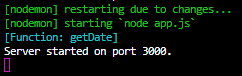 [nodemon] restarting due to changes...
[nodemon] starting `node app.js`
[Function: getDate]
Server started on port 3000.